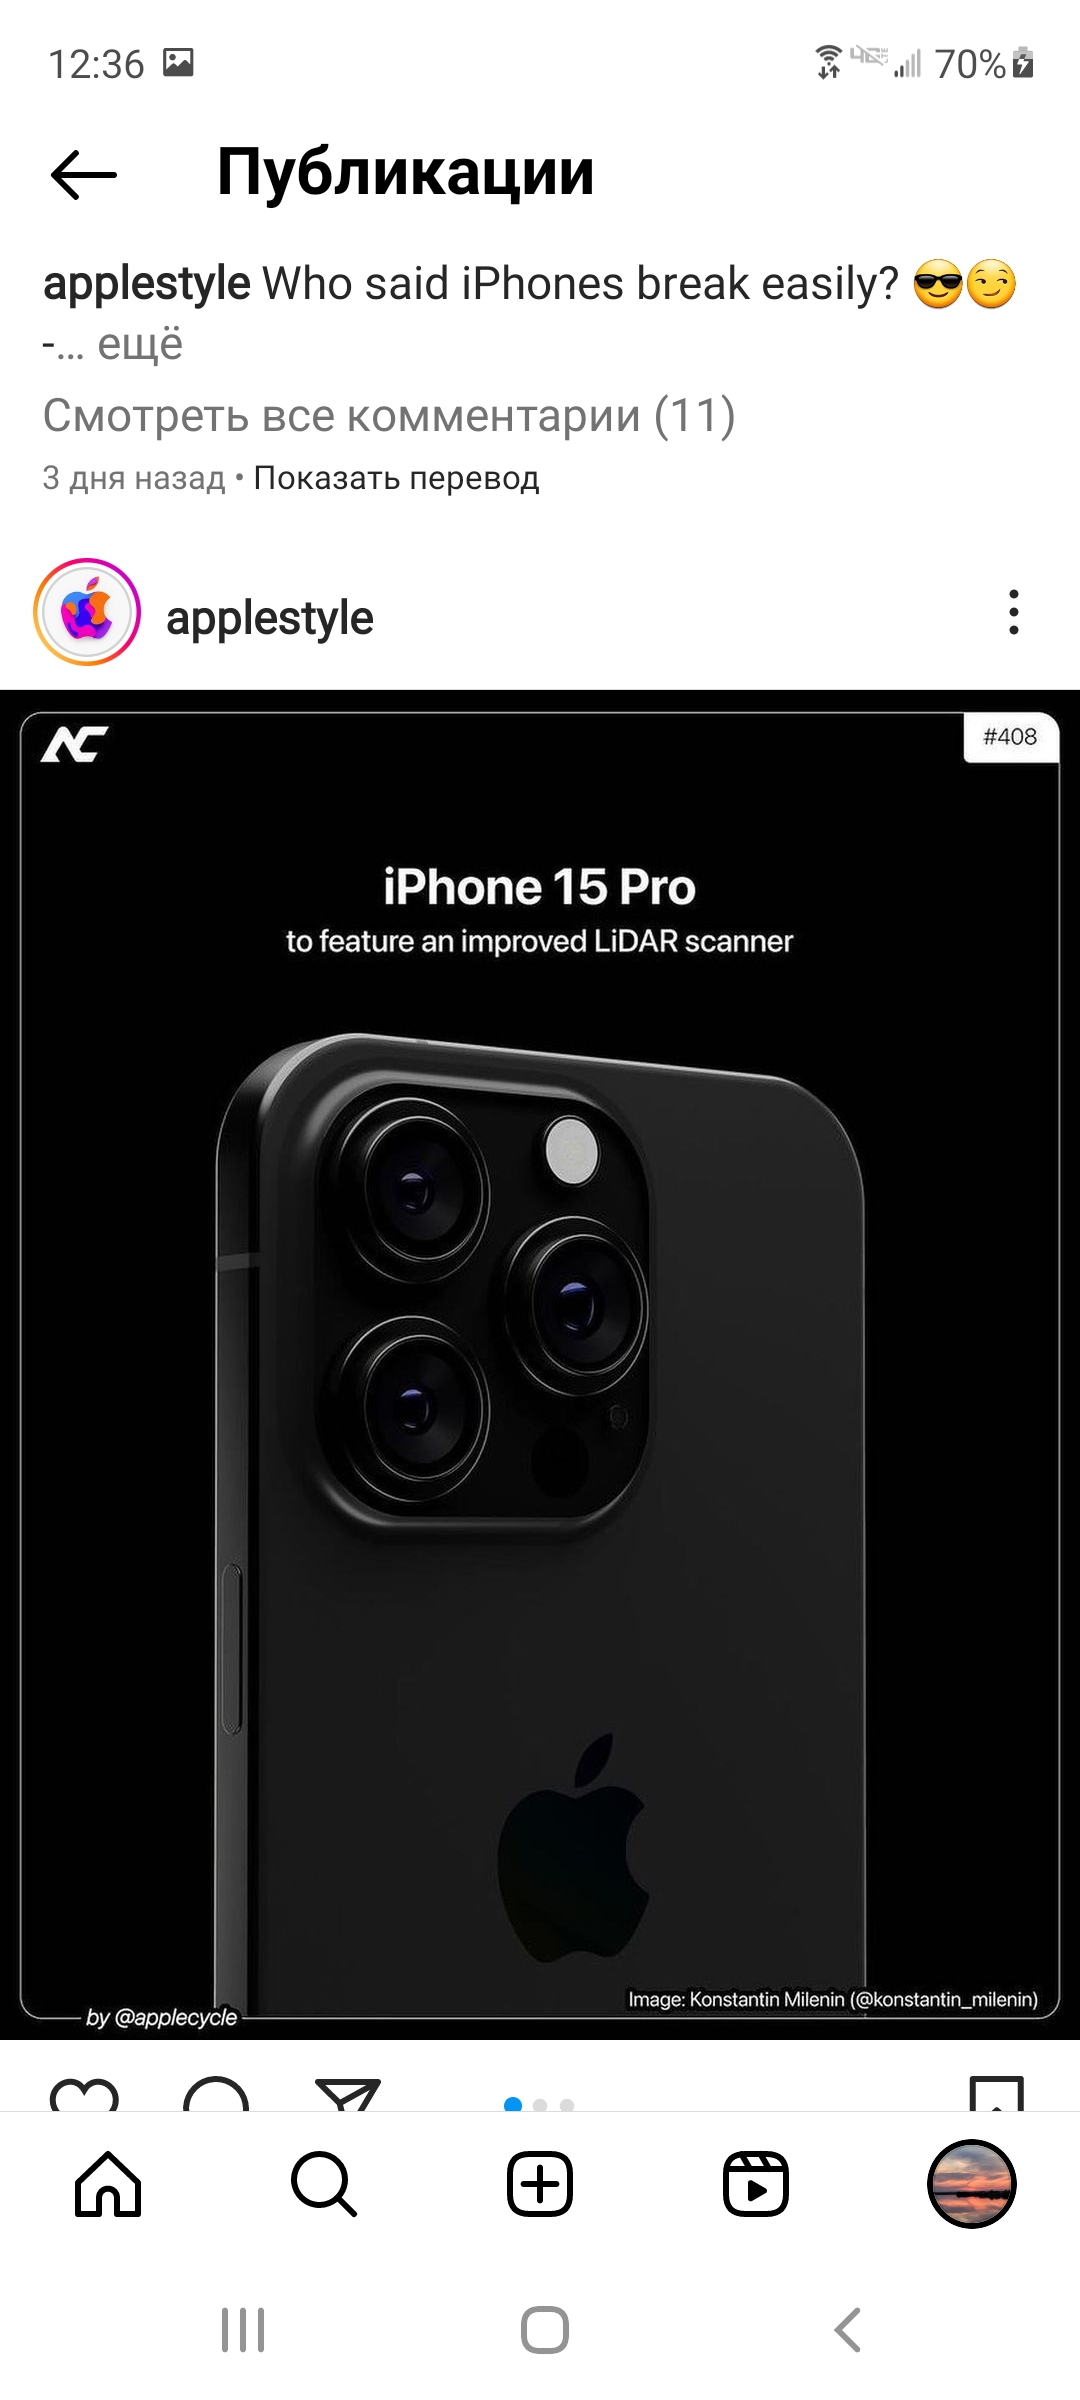 12:36
70%
Публикации
applestyle Who said iPhones break easily? 😎😏
-... ещё
Смотреть все комментарии (11)
3 дня назад • Показать перевод
applestyle
NC
#408
iPhone 15 Pro
to feature an improved LiDAR scanner
Image: Konstantin Milenin (@konstantin_milenin)
by @applecycle